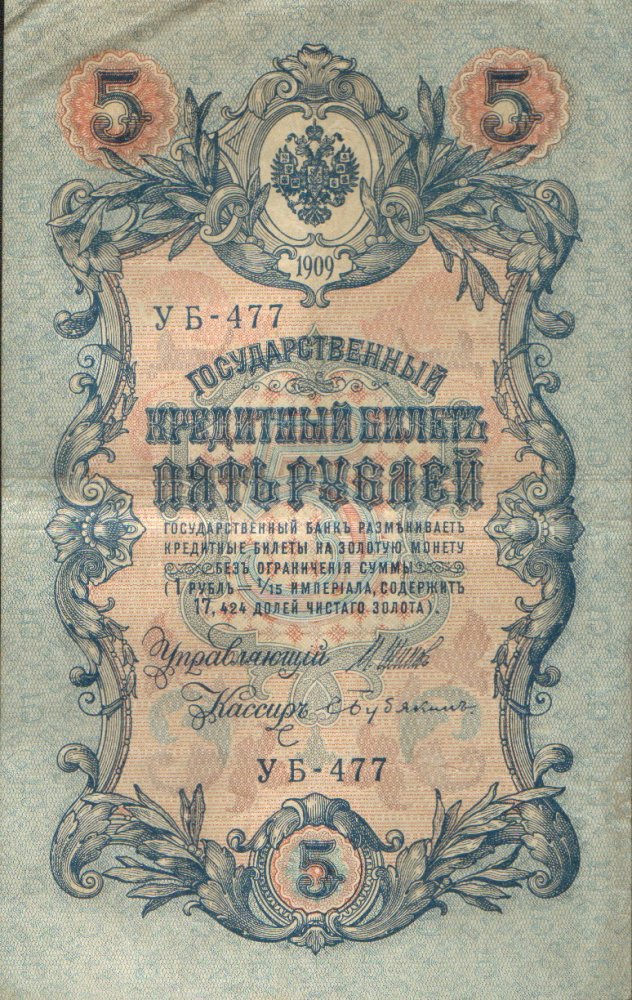 5 5
1909
УБ-477
ГОСУДАРСТВЕННЫЙ
КРЕДИТНЫЙ БИЛЕТЪ
ПЯТЬ РУБЛЕЙ
ГОСУДАРСТВЕННЫЙ БАНКЪ РАЗМѢНИВАЕТЪ
КРЕДИТНЫЕ БИЛЕТЫ НА ЗОЛОТУЮ МОНЕТУ
БЕЗЪ ОГРАНИЧЕНІЯ СУММЫ
(1 РУБЛЬ — 1/15 ИМПЕРІАЛА, СОДЕРЖИТЪ
17,424 ДОЛЕЙ ЧИСТАГО ЗОЛОТА).
Управляющій
Кассиръ
УБ-477
5